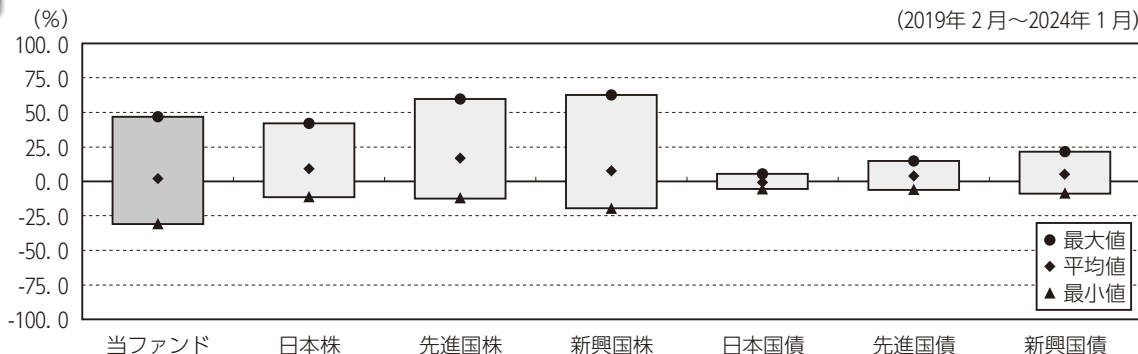 (%)
(2019年2月～2024年1月)
100.0
75.0
50.0
25.0
0.0
-25.0
-50.0
-75.0
-100.0
● 最大値
◆ 平均値
▲ 最小値
当ファンド 日本株 先進国株 新興国株 日本国債 先進国債 新興国債